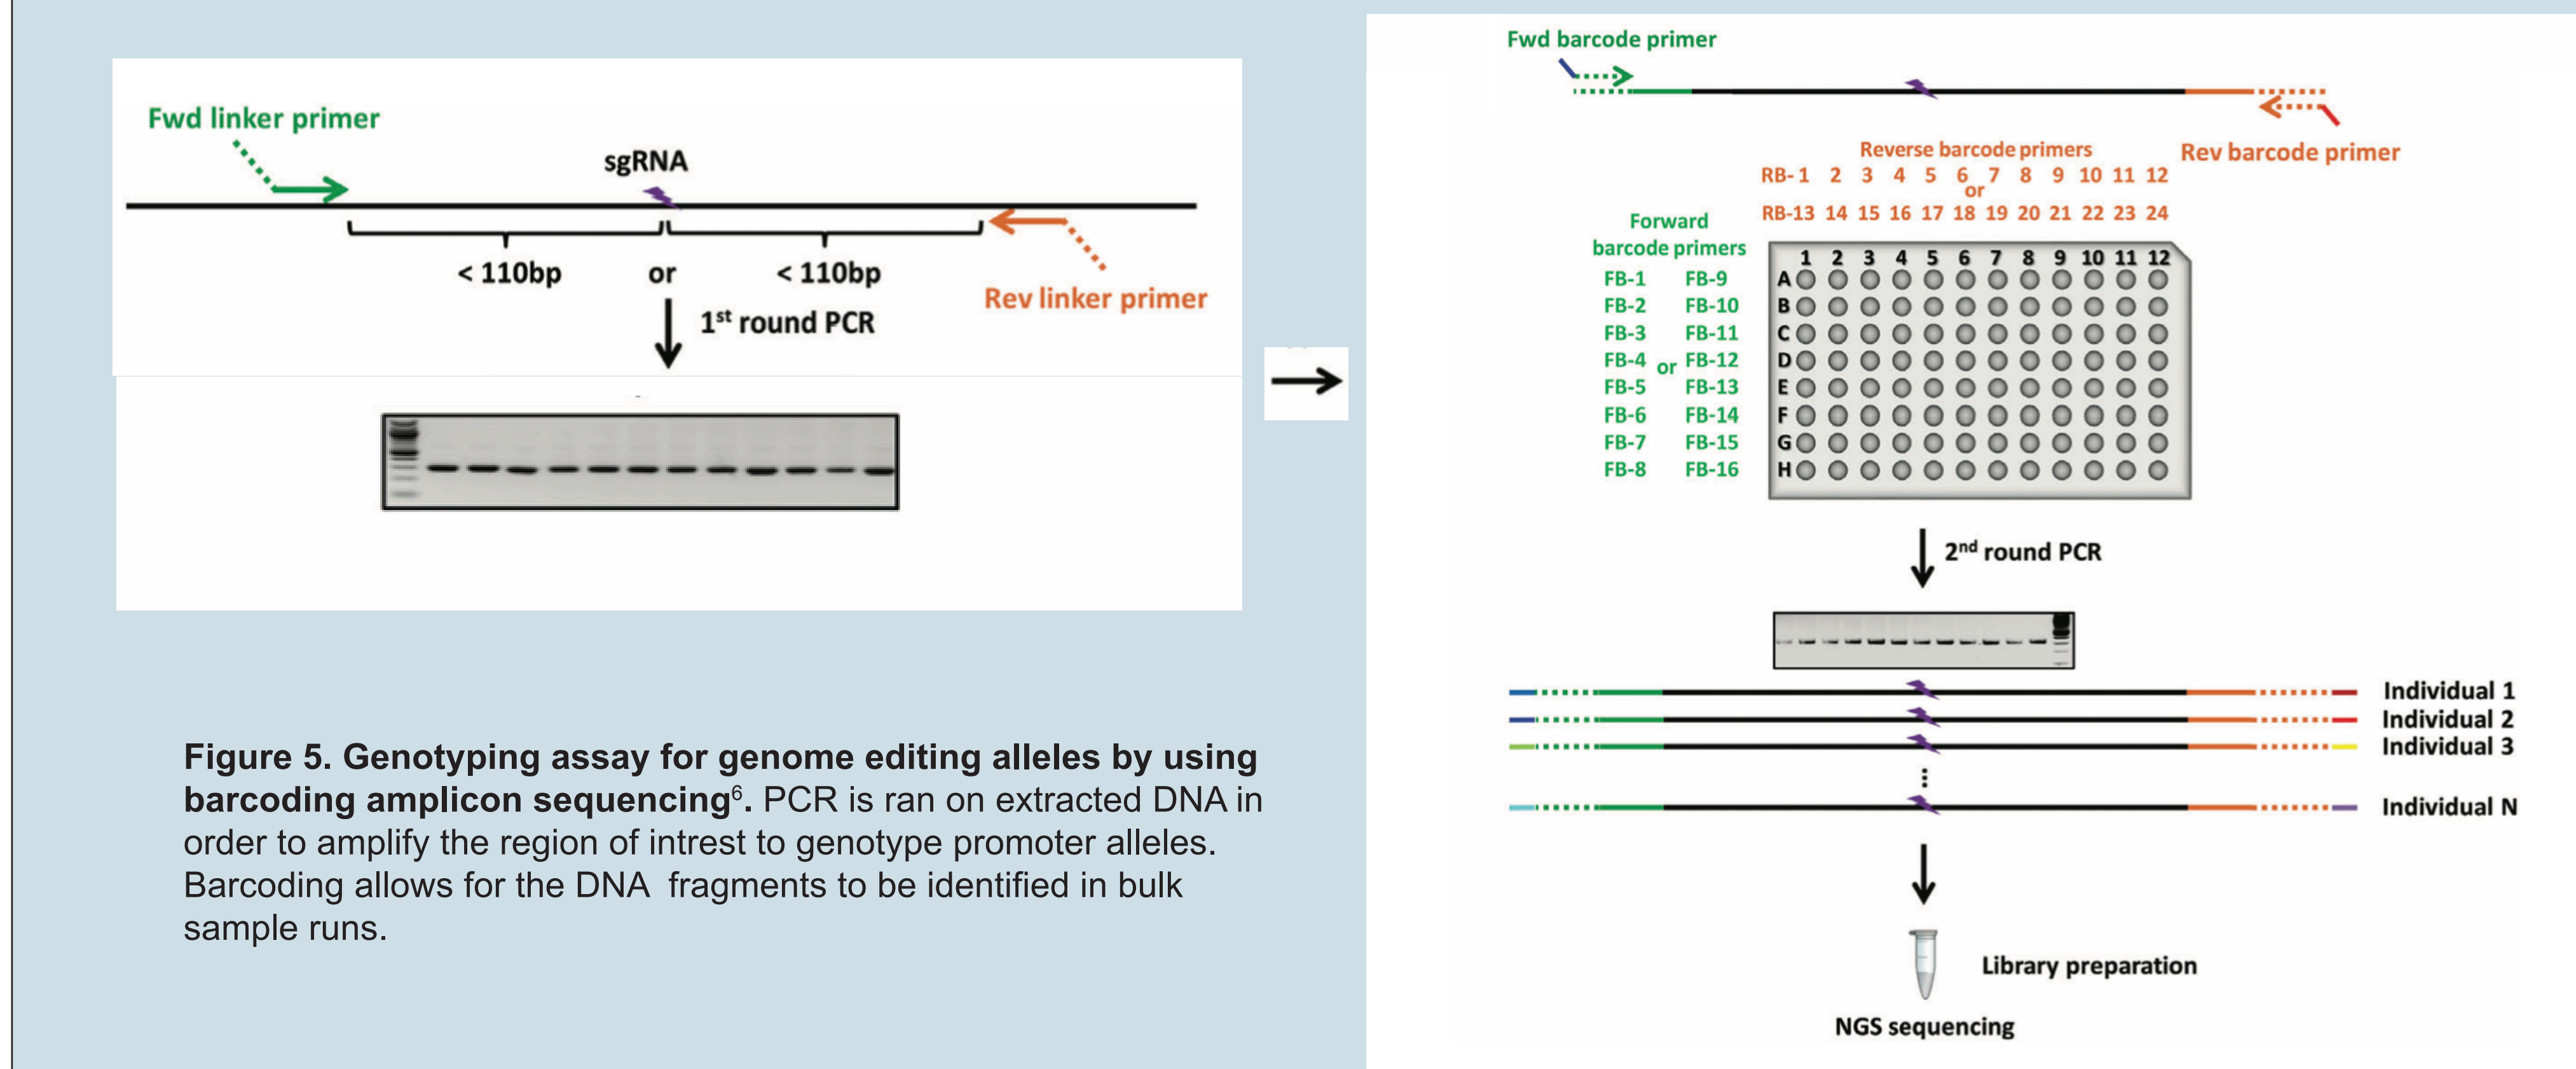 Fwd linker primer
sgRNA
< 110bp or < 110bp
Rev linker primer
1st round PCR
Figure 5. Genotyping assay for genome editing alleles by using
barcoding amplicon sequencing6. PCR is ran on extracted DNA in
order to amplify the region of intrest to genotype promoter alleles.
Barcoding allows for the DNA fragments to be identified in bulk
sample runs.
Fwd barcode primer
Rev barcode primer
Reverse barcode primers
RB- 1 2 3 4 5 6 7 8 9 10 11 12
or
RB-13 14 15 16 17 18 19 20 21 22 23 24
Forward
barcode primers
FB-1 FB-9
FB-2 FB-10
FB-3 FB-11
FB-4 or FB-12
FB-5 FB-13
FB-6 FB-14
FB-7 FB-15
FB-8 FB-16
1 2 3 4 5 6 7 8 9 10 11 12
A
B
C
D
E
F
G
H
2nd round PCR
Individual 1
Individual 2
Individual 3
Individual N
Library preparation
NGS sequencing